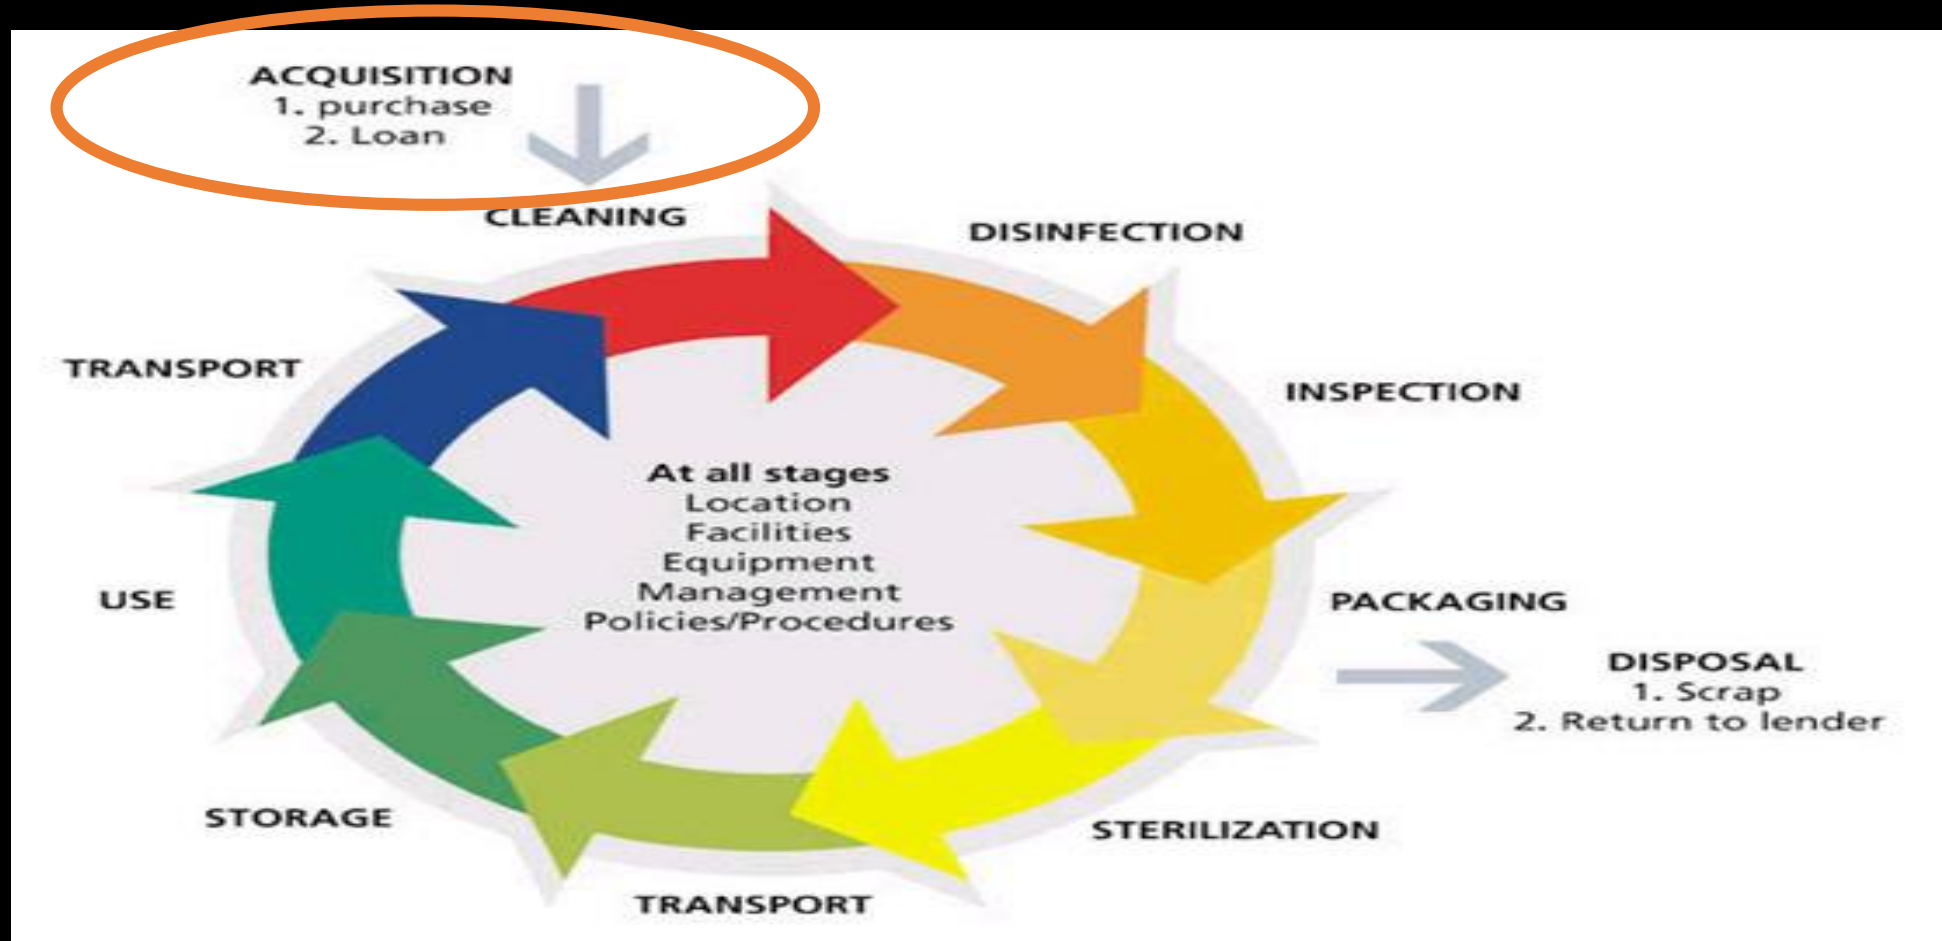 ACQUISITION
1. purchase
2. Loan
CLEANING
DISINFECTION
INSPECTION
PACKAGING
DISPOSAL
1. Scrap
2. Return to lender
STERILIZATION
TRANSPORT
STORAGE
USE
TRANSPORT
At all stages
Location
Facilities
Equipment
Management
Policies/Procedures